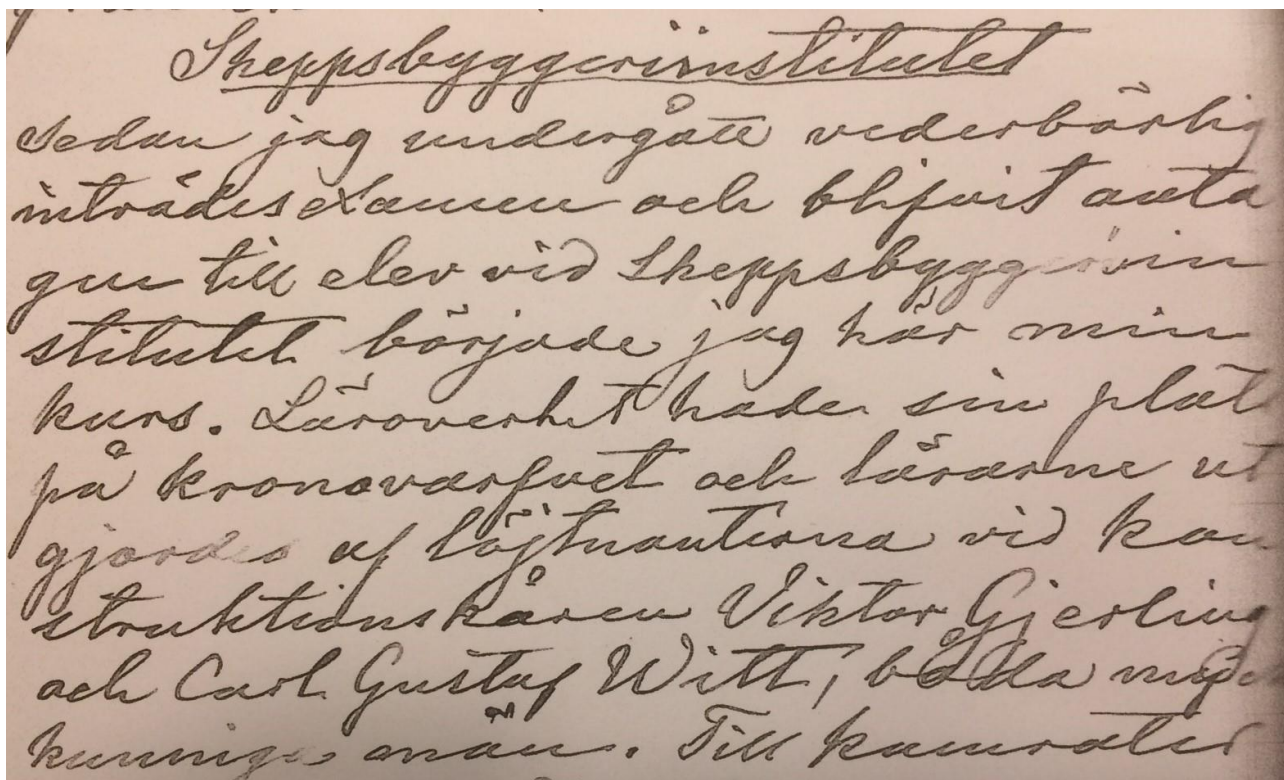 Skeppsbyggeriinstitutet
Sedan jag undergått vederbörlig
inträdesexamen och blifvit anta
gen till elev vid Skeppsbyggeriin
stitutet började jag här min
kurs. Läroverket hade sin plats
på kronovarfvet och lärarne ut
gjordes af löjtnanterna vid kon
struktionskåren Viktor Gjerling
och Carl Gustaf Witt, båda mycket
kunniga män. Till kamrater